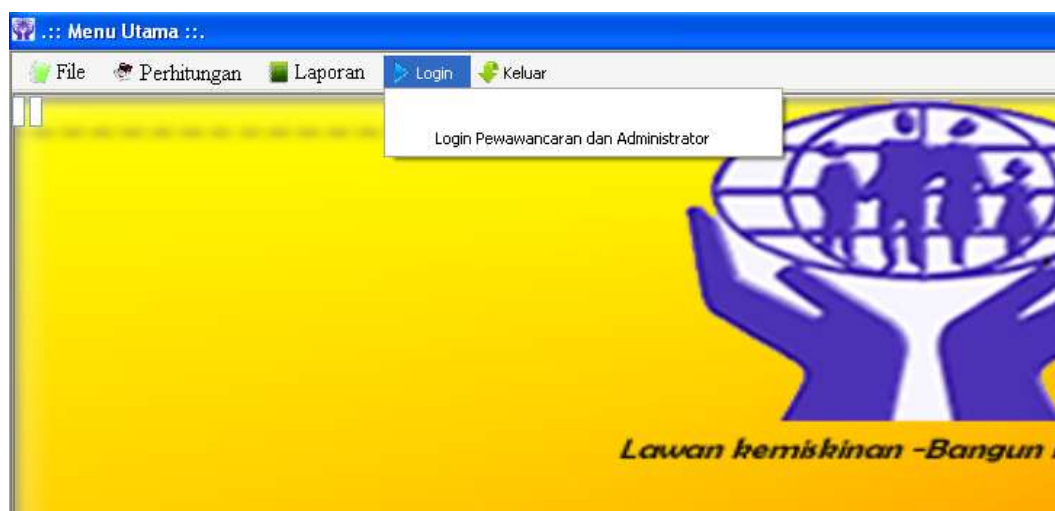 .:: Menu Utama ::.
File Perhitungan Laporan Login Keluar
Login Pewawancaran dan Administrator
Lawan kemiskinan -Bangun